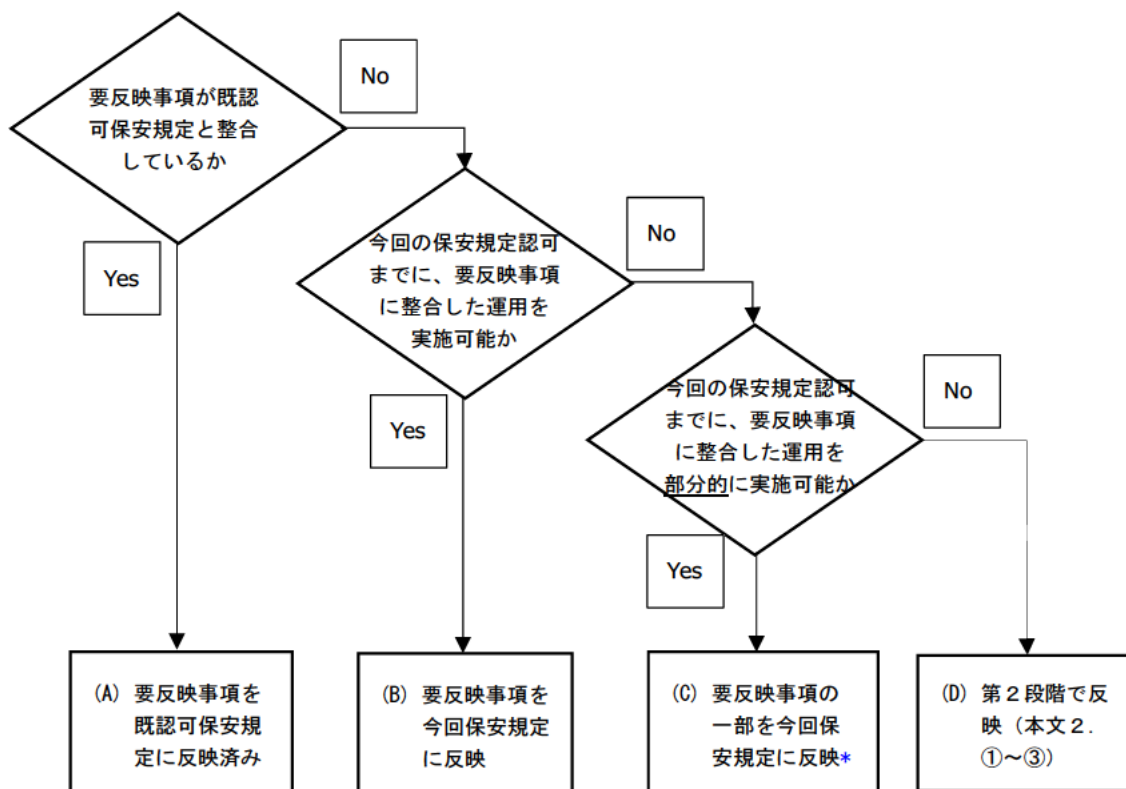 要反映事項が既認
可保安規定と整合
しているか
No
Yes
今回の保安規定認可
までに、要反映事項
に整合した運用を
実施可能か
No
Yes
今回の保安規定認可
までに、要反映事項
に整合した運用を
部分的に実施可能か
No
Yes
(A) 要反映事項を
既認可保安規
定に反映済み
(B) 要反映事項を
今回保安規定
に反映
(C) 要反映事項の
一部を今回保
安規定に反映*
(D) 第２段階で反
映（本文２.
①～③）